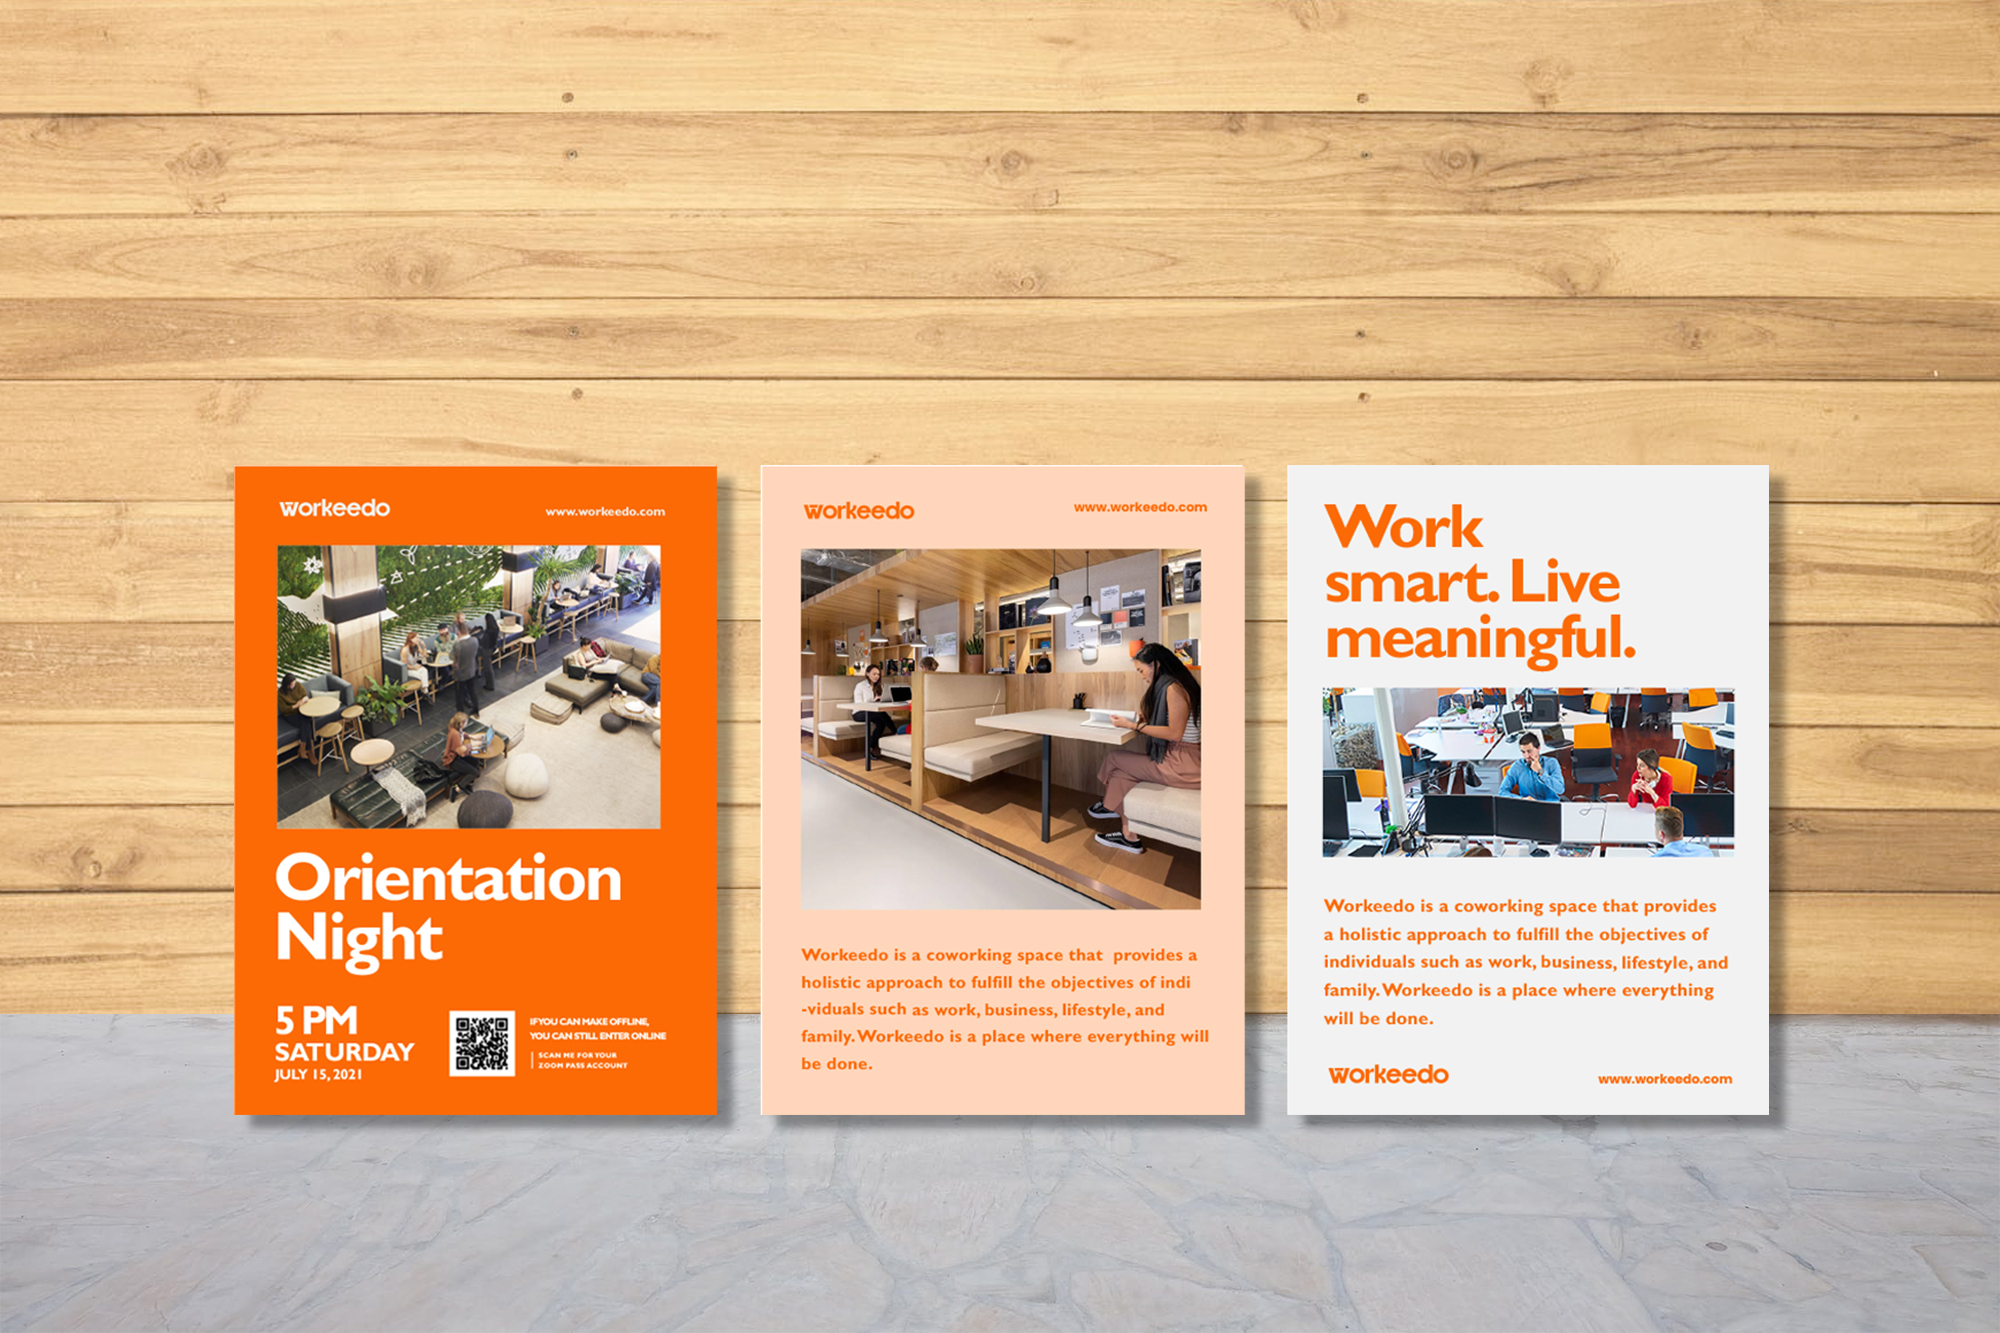 workeedo
www.workeedo.com
Orientation
Night
5 PM
SATURDAY
JULY 15, 2021
IF YOU CAN MAKE OFFLINE,
YOU CAN STILL ENTER ONLINE
SCAN ME FOR YOUR
ZOOM PASS ACCOUNT
workeedo
www.workeedo.com
Workeedo is a coworking space that provides a
holistic approach to fulfill the objectives of indi
-viduals such as work, business, lifestyle, and
family. Workeedo is a place where everything will
be done.
Work
smart. Live
meaningful.
Workeedo is a coworking space that provides
a holistic approach to fulfill the objectives of
individuals such as work, business, lifestyle, and
family. Workeedo is a place where everything
will be done.
workeedo
www.workeedo.com